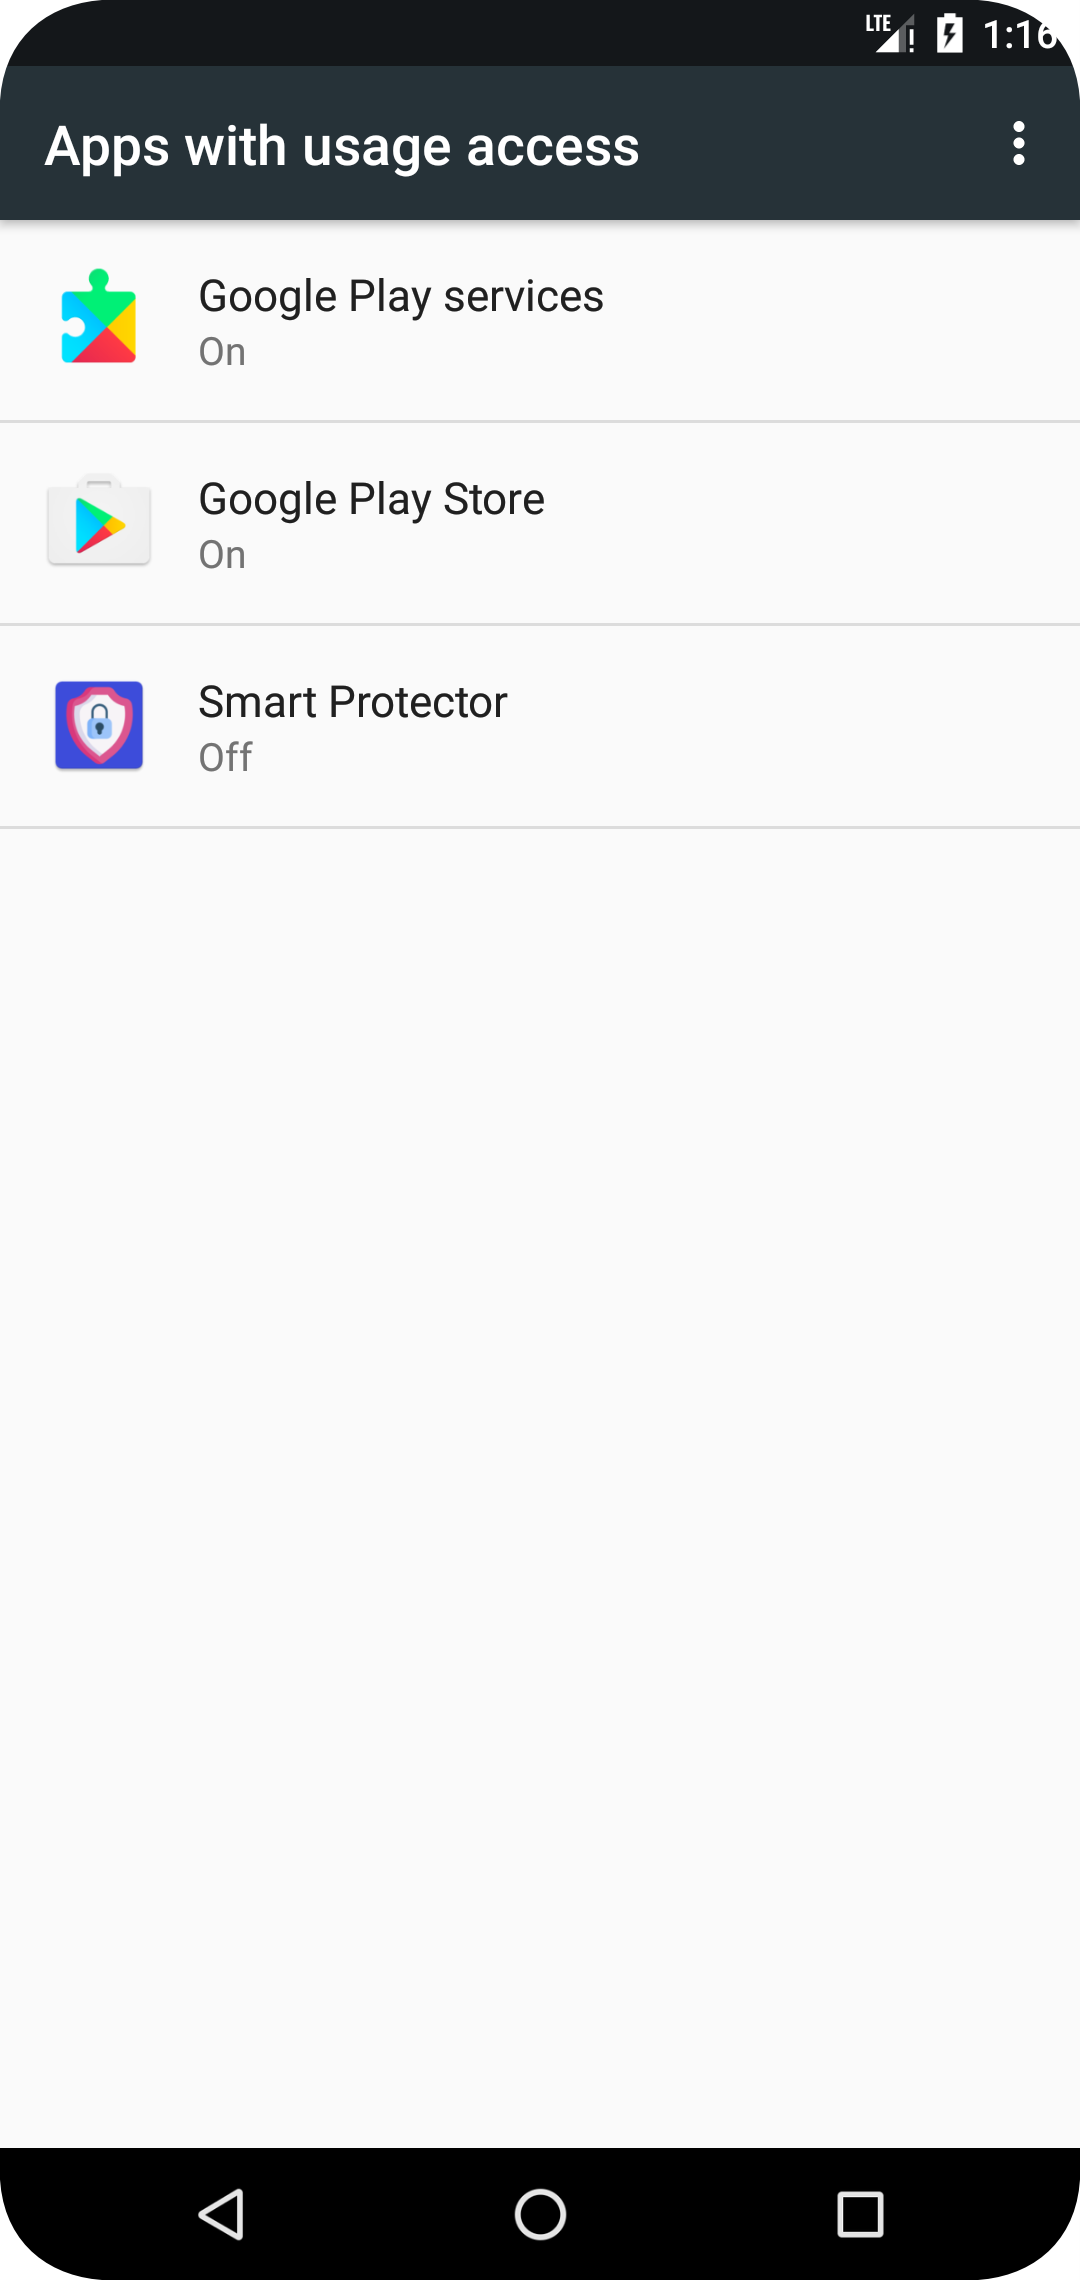 LTE 1:16
Apps with usage access
Google Play services
On
Google Play Store
On
Smart Protector
Off